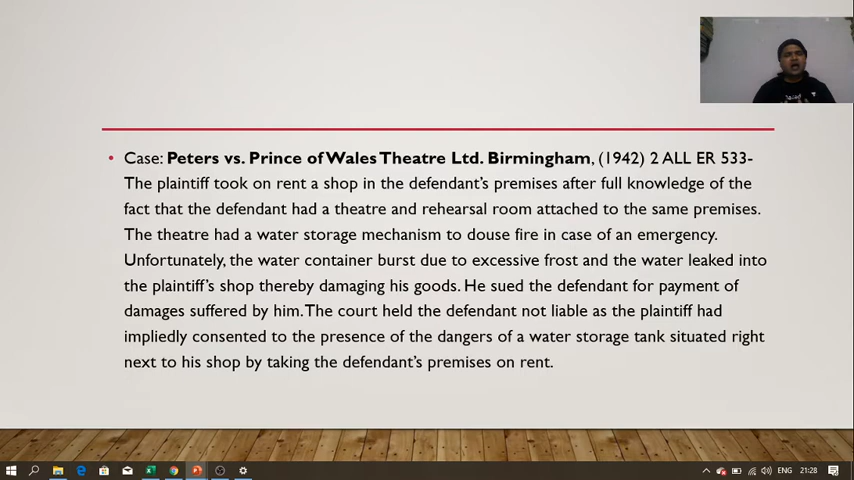 • Case: Peters vs. Prince of Wales Theatre Ltd. Birmingham, (1942) 2 ALL ER 533-
The plaintiff took on rent a shop in the defendant's premises after full knowledge of the
fact that the defendant had a theatre and rehearsal room attached to the same premises.
The theatre had a water storage mechanism to douse fire in case of an emergency.
Unfortunately, the water container burst due to excessive frost and the water leaked into
the plaintiff's shop thereby damaging his goods. He sued the defendant for payment of
damages suffered by him. The court held the defendant not liable as the plaintiff had
impliedly consented to the presence of the dangers of a water storage tank situated right
next to his shop by taking the defendant's premises on rent.
ENG
21:28